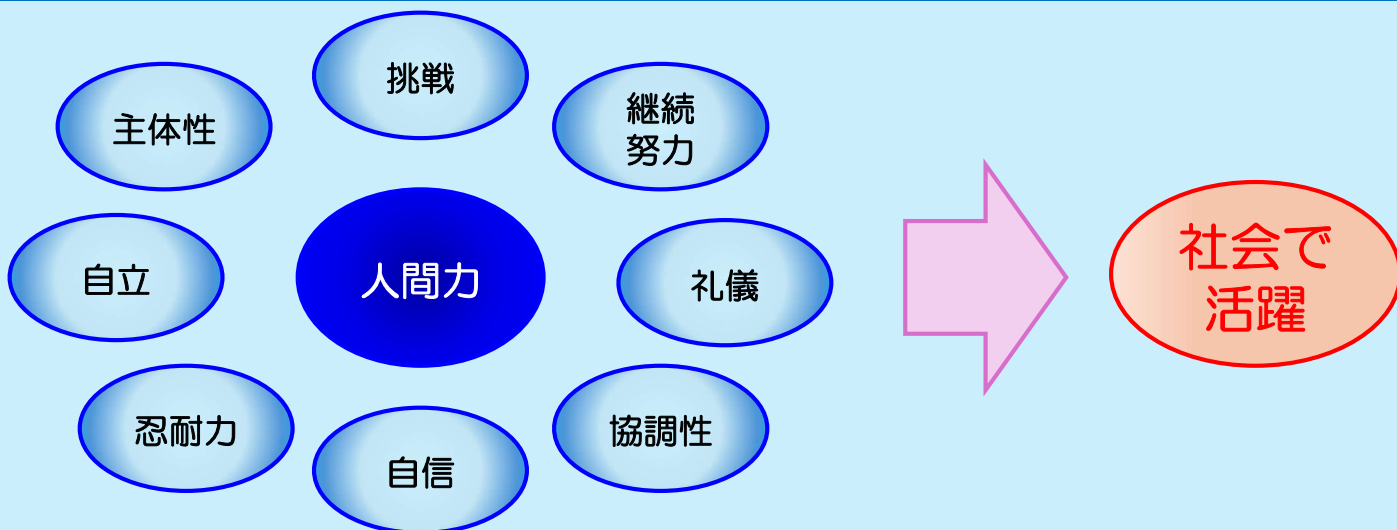 挑戦
主体性
継続
努力
自立
人間力
礼儀
社会で
活躍
忍耐力
協調性
自信